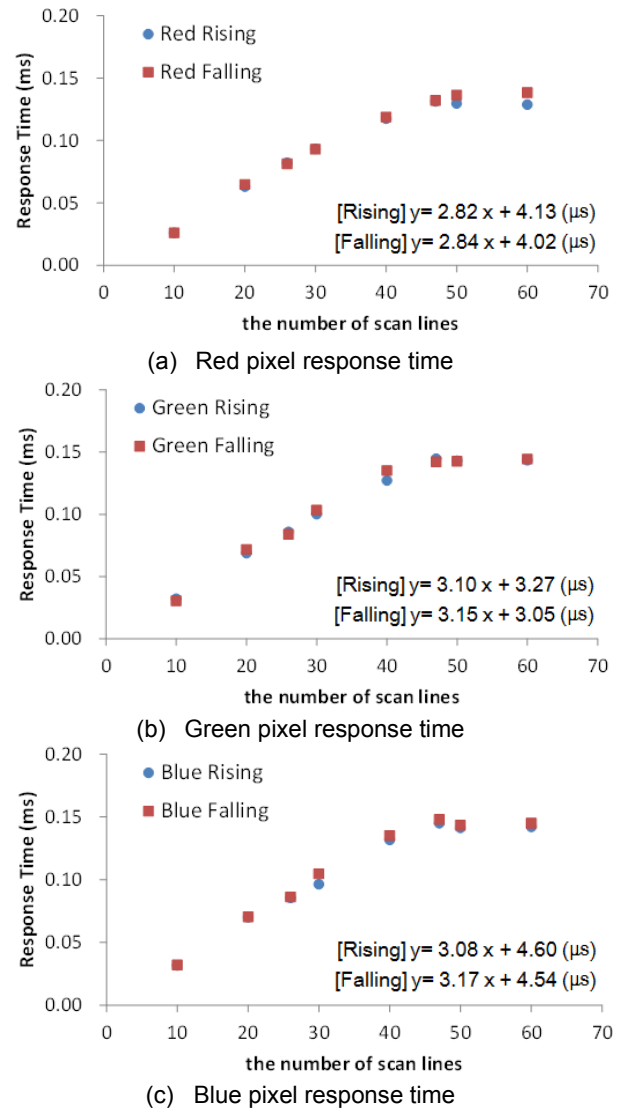 Red Rising
Red Falling
Response Time (ms)
0.20
0.15
0.10
0.05
0.00
[Rising] y= 2.82 x + 4.13 (μs)
[Falling] y= 2.84 x + 4.02 (μs)
0 10 20 30 40 50 60 70
the number of scan lines
(a) Red pixel response time
Green Rising
Green Falling
Response Time (ms)
0.20
0.15
0.10
0.05
0.00
[Rising] y= 3.10 x + 3.27 (μs)
[Falling] y= 3.15 x + 3.05 (μs)
0 10 20 30 40 50 60 70
the number of scan lines
(b) Green pixel response time
Blue Rising
Blue Falling
Response Time (ms)
0.20
0.15
0.10
0.05
0.00
[Rising] y= 3.08 x + 4.60 (μs)
[Falling] y= 3.17 x + 4.54 (μs)
0 10 20 30 40 50 60 70
the number of scan lines
(c) Blue pixel response time